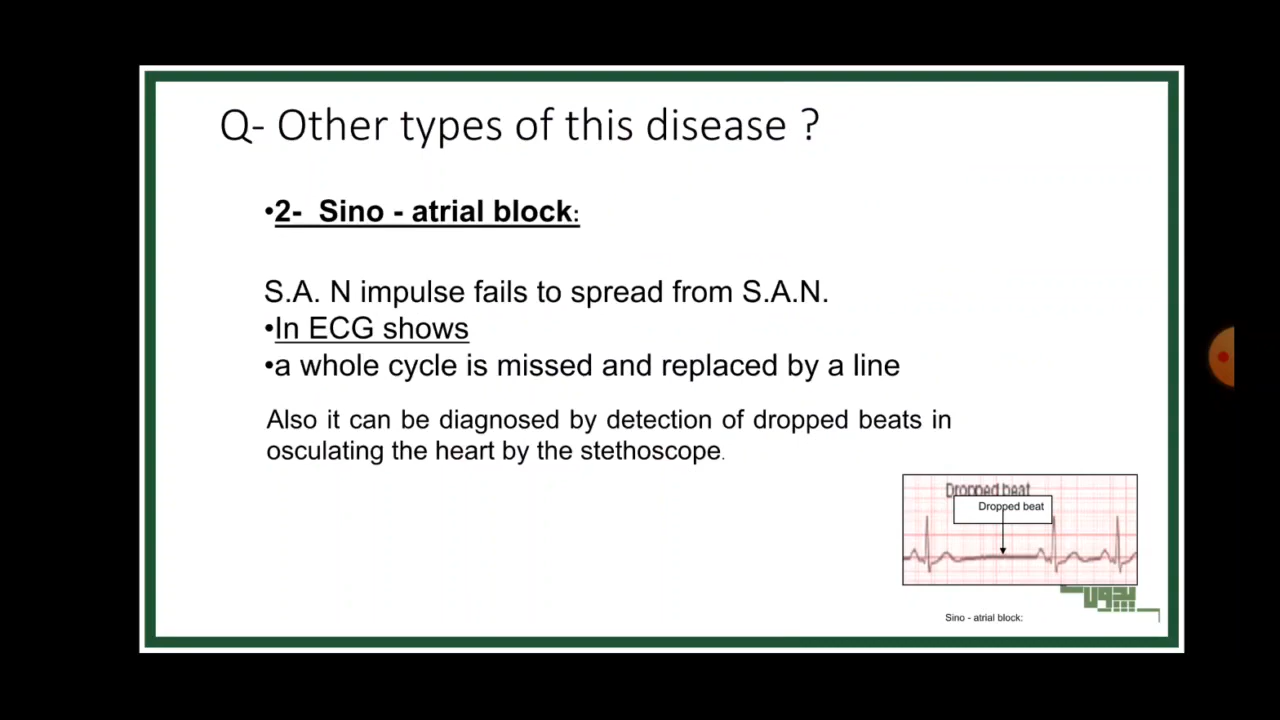 Q- Other types of this disease ?
•2-  Sino - atrial block:
S.A. N impulse fails to spread from S.A.N.
•In ECG shows
•a whole cycle is missed and replaced by a line
Also it can be diagnosed by detection of dropped beats in
osculating the heart by the stethoscope.
Dropped beat
Dropped beat
Sino - atrial block: